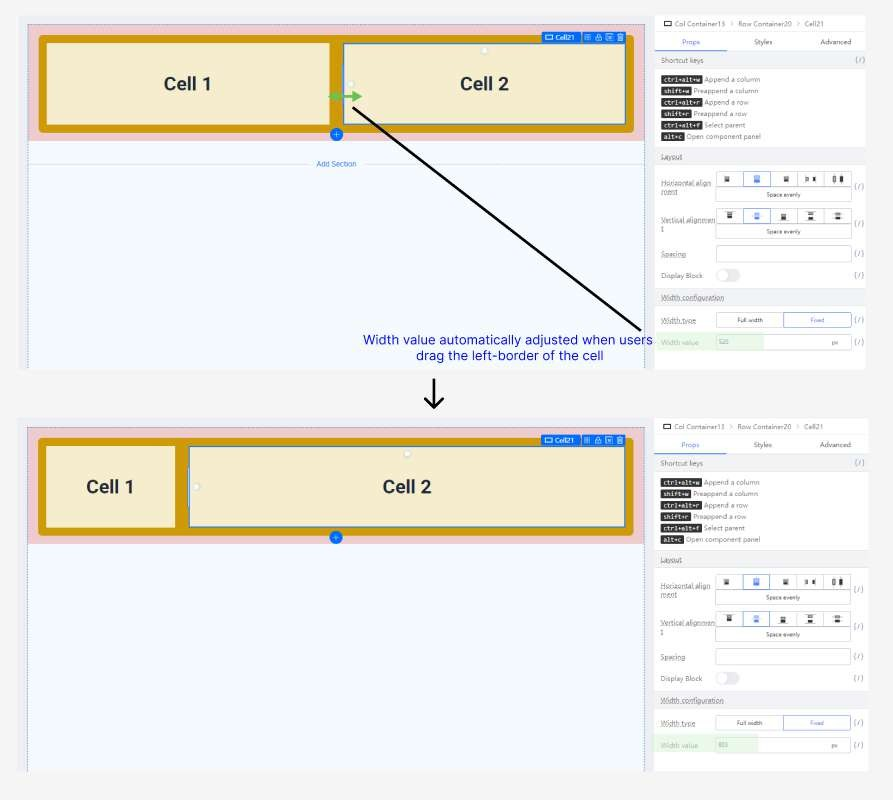 Col Container13 > Row Container20 > Cell21
Props Styles Advanced
Shortcut keys {/}
ctrl+alt+w Append a column
shift+w Preappend a column
ctrl+alt+r Append a row
shift+r Preappend a row
ctrl+alt+f Select parent
alt+c Open component panel
Layout
Horizontal align
ment
{/}
Space evenly
Vertical alignmen
t
{/}
Space evenly
Spacing {/}
Display Block {/}
Width configuration
Width type Full width Fixed {/}
Width value px {/}
Cell21
Cell 1 Cell 2
Add Section
Width value automatically adjusted when users
drag the left-border of the cell
Col Container13 > Row Container20 > Cell21
Props Styles Advanced
Shortcut keys {/}
ctrl+alt+w Append a column
shift+w Preappend a column
ctrl+alt+r Append a row
shift+r Preappend a row
ctrl+alt+f Select parent
alt+c Open component panel
Layout
Horizontal align
ment
{/}
Space evenly
Vertical alignmen
t
{/}
Space evenly
Spacing {/}
Display Block {/}
Width configuration
Width type Full width Fixed {/}
Width value px {/}
Cell21
Cell 1 Cell 2